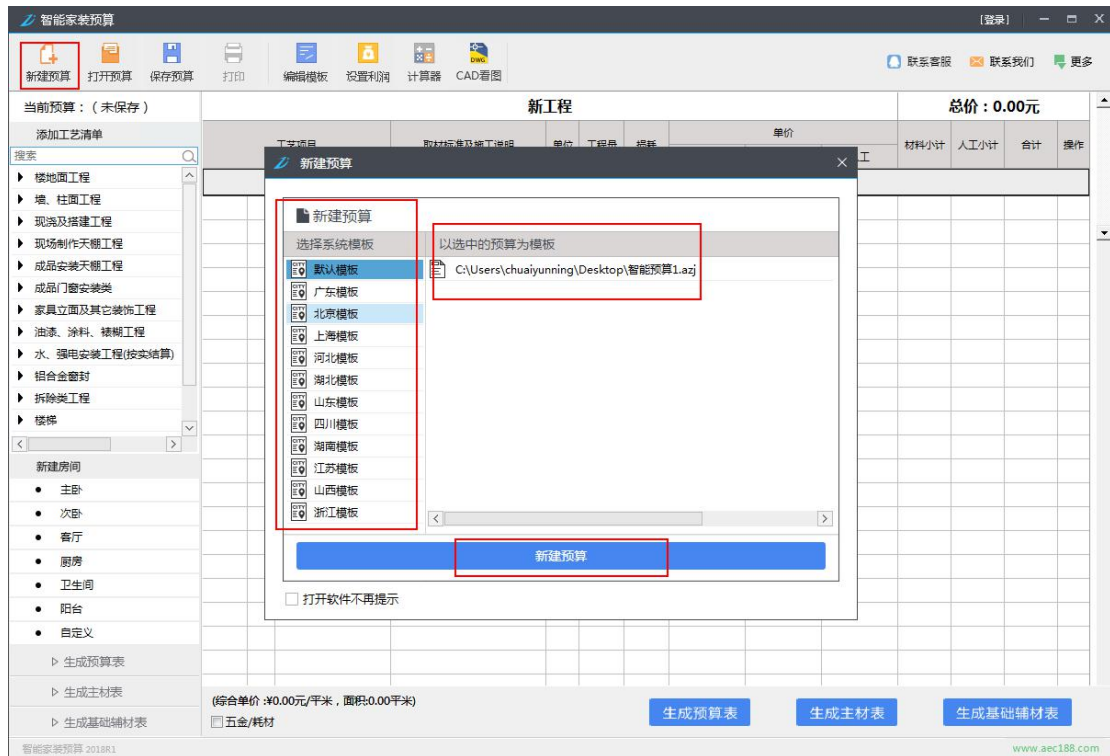 智能家装预算
[登录]
新建预算 打开预算 保存预算 打印 编辑模板 设置利润 计算器 CAD看图
联系客服 联系我们 更多
当前预算：（未保存） 新工程 总价：0.00元
添加工艺清单
搜索
工艺项目 取材标准及施工说明 单位 工程量 损耗 单价 材料小计 人工小计 合计 操作
工
楼地面工程
墙、柱面工程
现浇及搭建工程
现场制作天棚工程
成品安装天棚工程
成品门窗安装类
家具立面及其它装饰工程
油漆、涂料、裱糊工程
水、强电安装工程(按实结算)
铝合金窗封
拆除类工程
楼梯
新建房间
主卧
次卧
客厅
厨房
卫生间
阳台
自定义
生成预算表
生成主材表
生成基础辅材表
新建预算
新建预算
选择系统模板 以选中的预算为模板
默认模板 C:\Users\chuaiyunning\Desktop\智能预算1.azj
广东模板
北京模板
上海模板
河北模板
湖北模板
山东模板
四川模板
湖南模板
江苏模板
山西模板
浙江模板
新建预算
打开软件不再提示
(综合单价:¥0.00元/平米，面积:0.00平米)
五金/耗材
生成预算表 生成主材表 生成基础辅材表
智能家装预算 2018R1
www.aec188.com